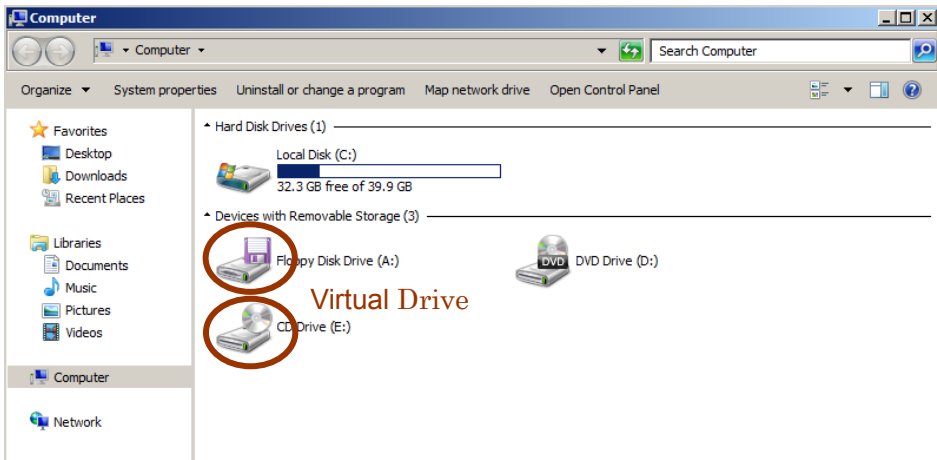 Computer
Computer
Search Computer
Organize System properties Uninstall or change a program Map network drive Open Control Panel
Favorites
Desktop
Downloads
Recent Places
Libraries
Documents
Music
Pictures
Videos
Computer
Network
Hard Disk Drives (1)
Local Disk (C:)
32.3 GB free of 39.9 GB
Devices with Removable Storage (3)
Floppy Disk Drive (A:)
DVD
DVD Drive (D:)
Virtual Drive
CD Drive (E:)